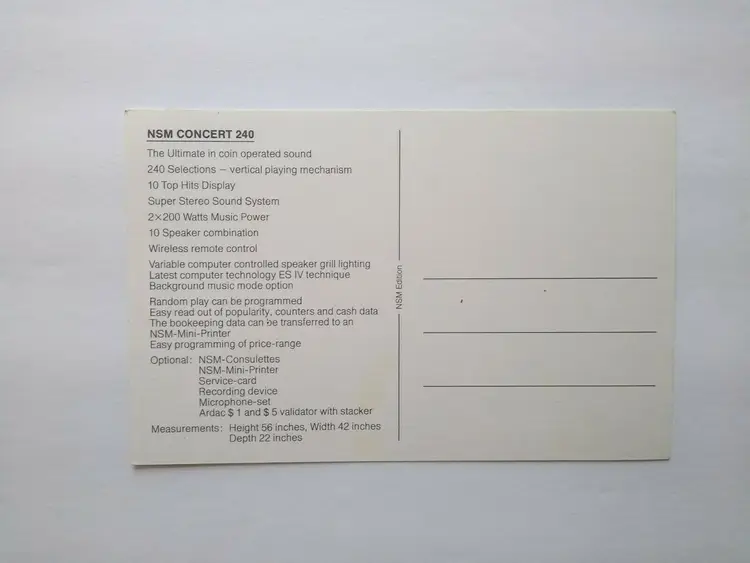 NSM CONCERT 240
The Ultimate in coin operated sound
240 Selections – vertical playing mechanism
10 Top Hits Display
Super Stereo Sound System
2×200 Watts Music Power
10 Speaker combination
Wireless remote control
Variable computer controlled speaker grill lighting
Latest computer technology ES IV technique
Background music mode option
Random play can be programmed
Easy read out of popularity, counters and cash data
The bookeeping data can be transferred to an
NSM-Mini-Printer
Easy programming of price-range
Optional: NSM-Consulettes
NSM-Mini-Printer
Service-card
Recording device
Microphone-set
Ardac $ 1 and $ 5 validator with stacker
Measurements: Height 56 inches, Width 42 inches
Depth 22 inches
NSM Edition